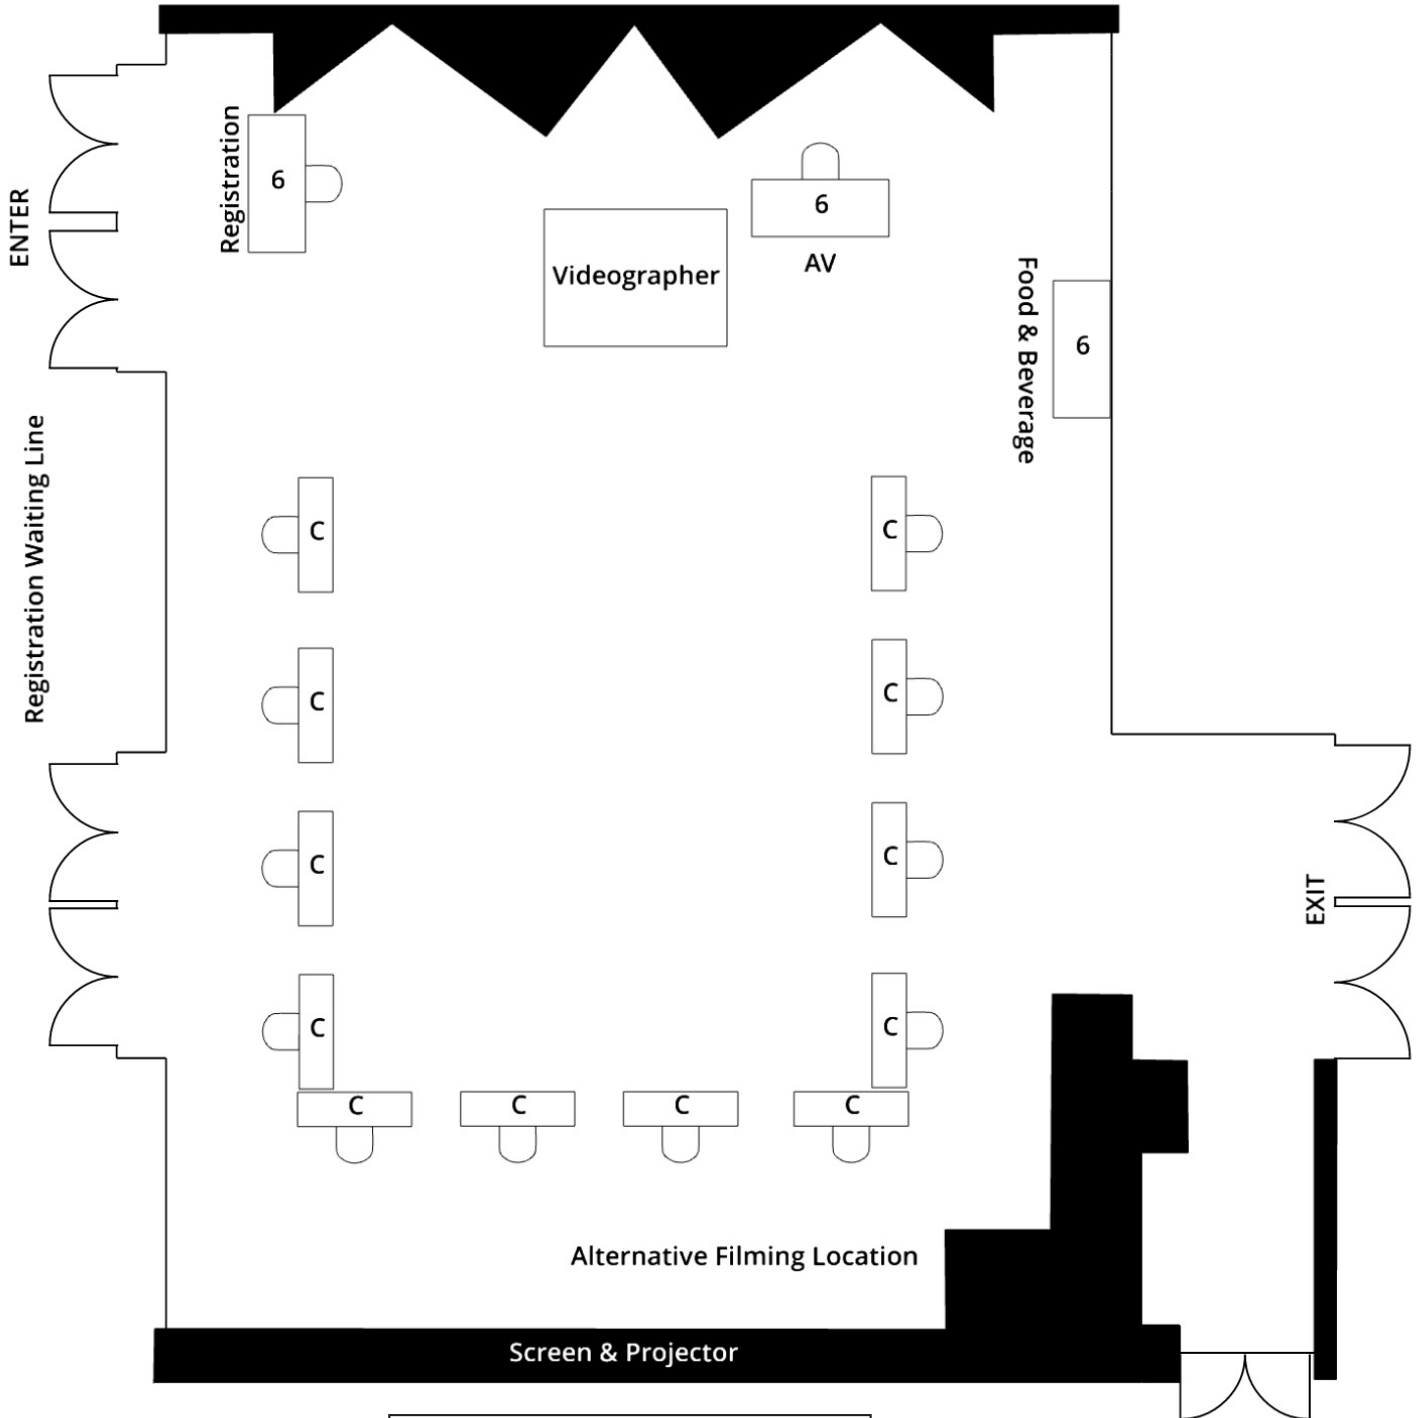 Registration
6
ENTER
6
AV
Videographer
Food & Beverage
6
Registration Waiting Line
C
C
C
C
C
C
EXIT
C
C
C
C
C
C
Alternative Filming Location
Screen & Projector